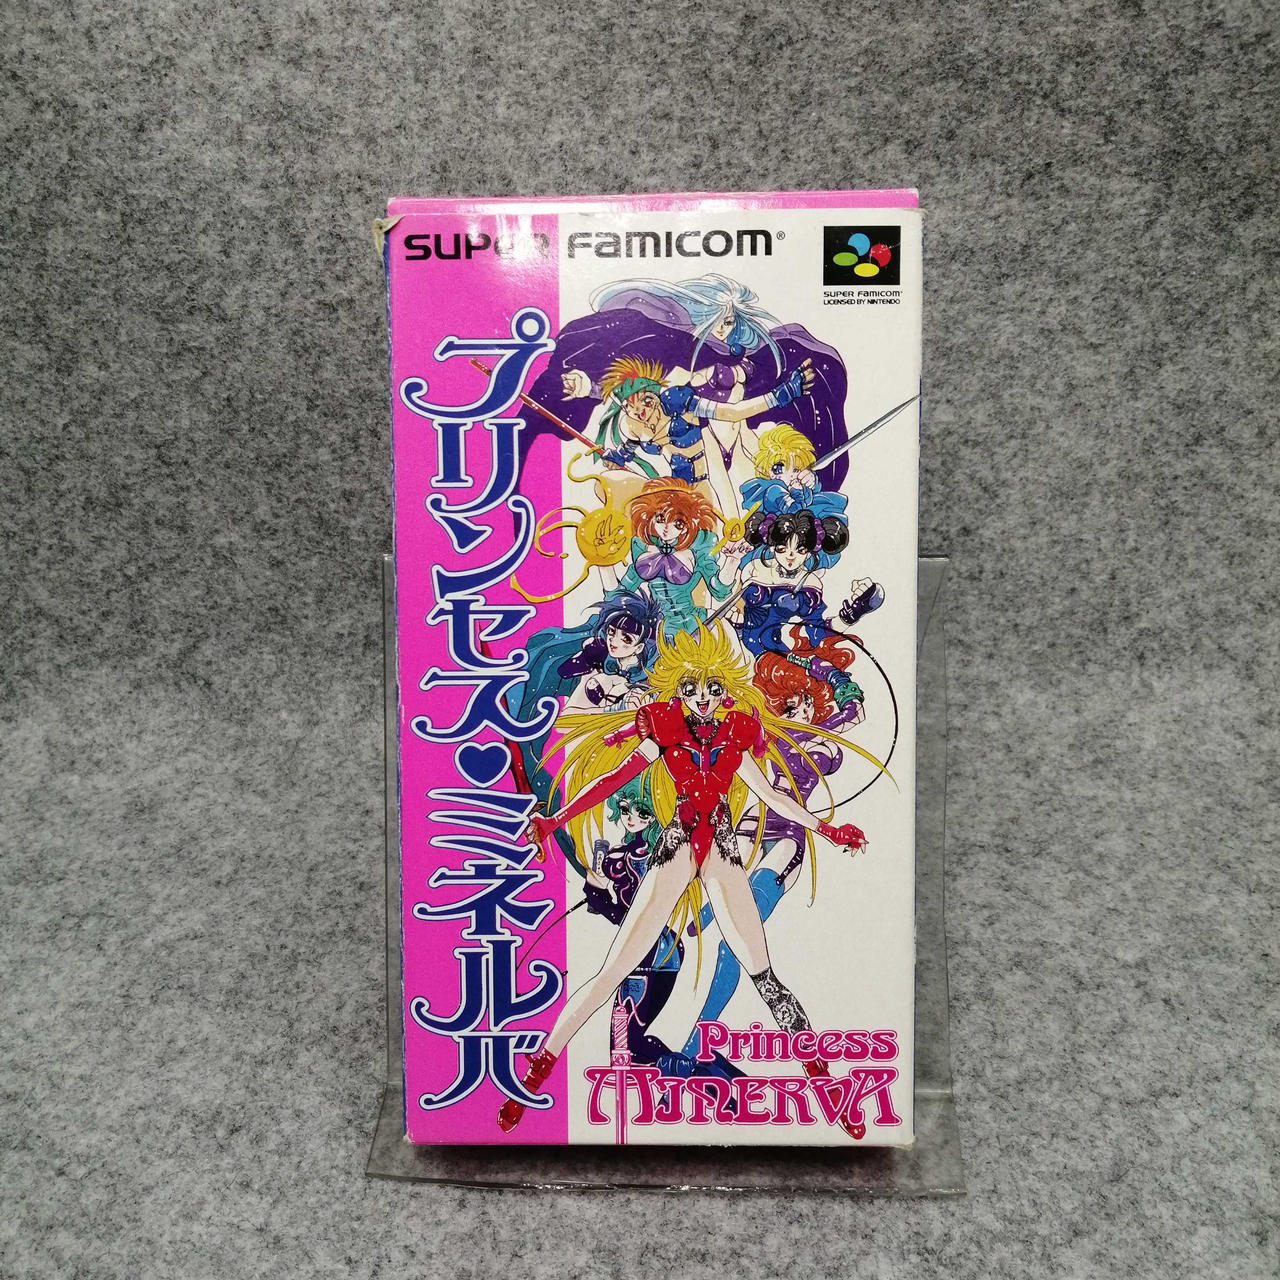 SUPER FAMICOM®
SUPER FAMICOM®
LICENSED BY NINTENDO
プリンセス・ミネルバ
Princess
MINERVA